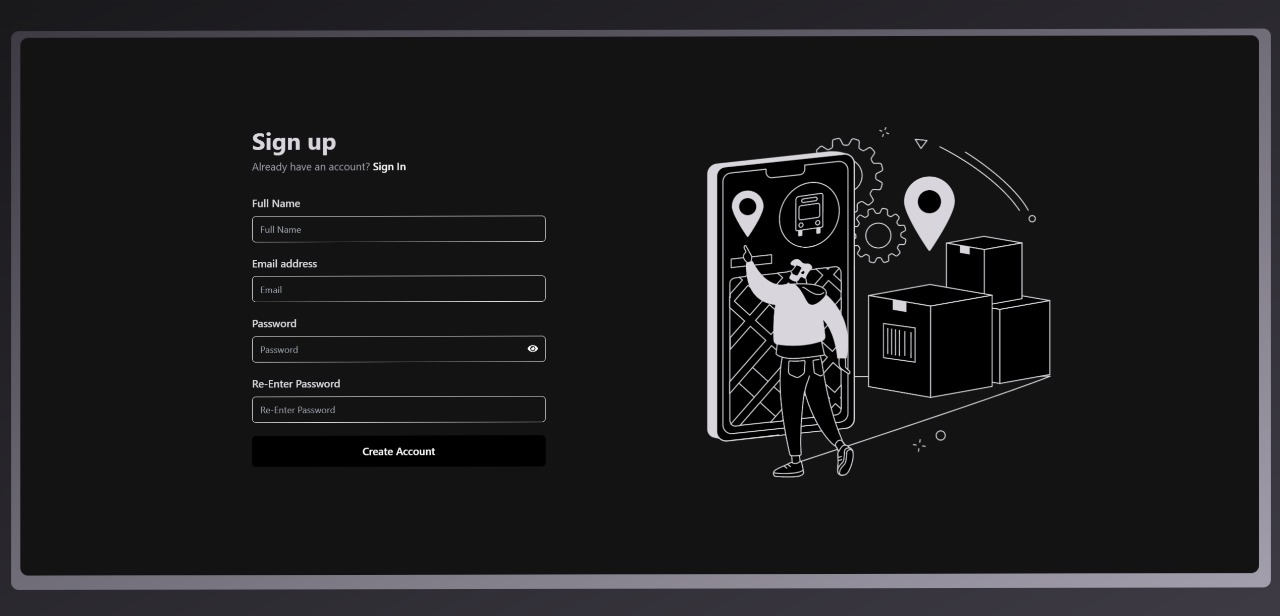 Sign up
Already have an account? Sign In
Full Name
Full Name
Email address
Email
Password
Password
Re-Enter Password
Re-Enter Password
Create Account